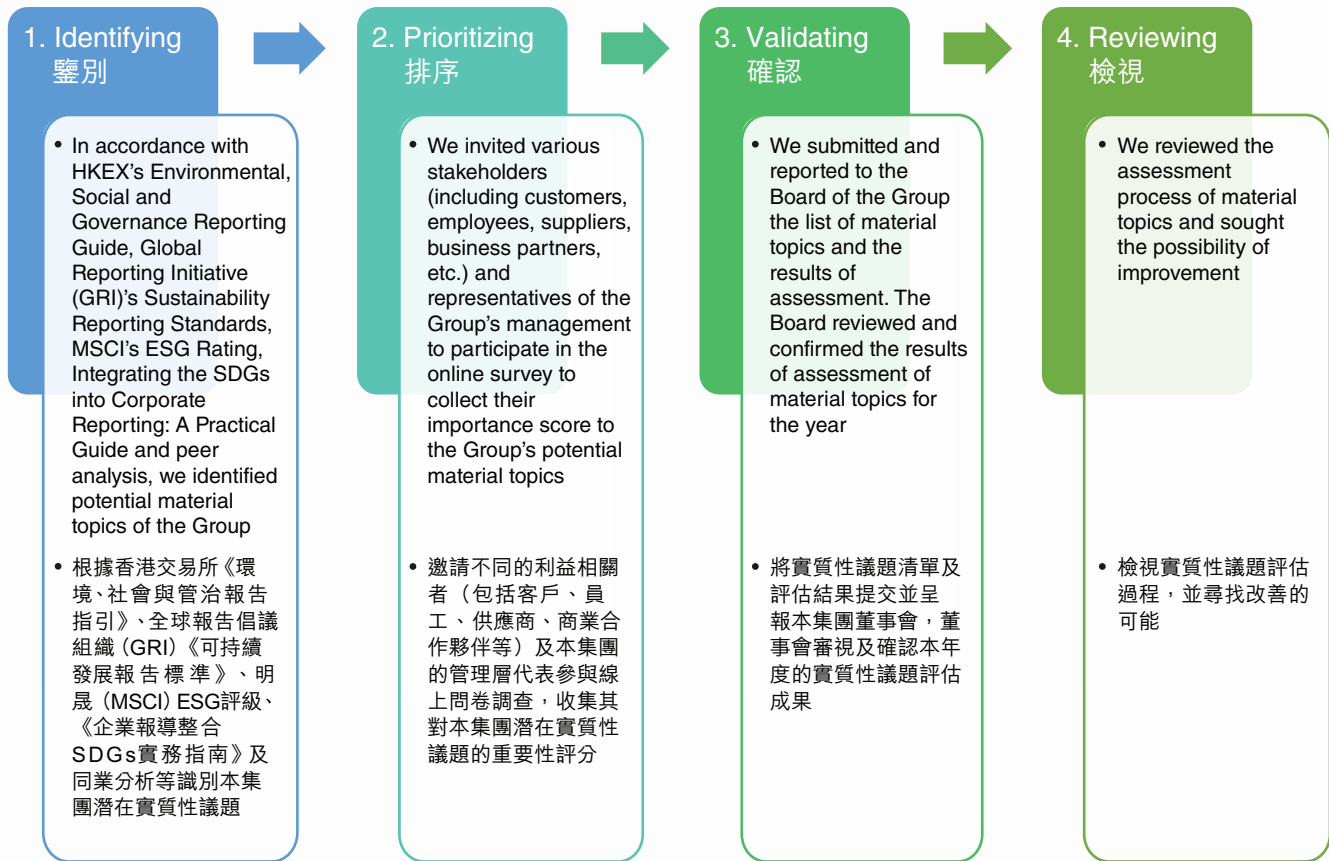 1. Identifying
鑒別
• In accordance with
HKEX’s Environmental,
Social and
Governance Reporting
Guide, Global
Reporting Initiative
(GRI)’s Sustainability
Reporting Standards,
MSCI’s ESG Rating,
Integrating the SDGs
into Corporate
Reporting: A Practical
Guide and peer
analysis, we identified
potential material
topics of the Group
• 根據香港交易所《環
境、社會與管治報告
指引》、全球報告倡議
組織（GRI）《可持續
發展報告標準》、明
晟（MSCI）ESG評級、
《企業報導整合
SDGs實務指南》及
同業分析等識別本集
團潛在實質性議題
2. Prioritizing
排序
• We invited various
stakeholders
(including customers,
employees, suppliers,
business partners,
etc.) and
representatives of the
Group’s management
to participate in the
online survey to
collect their
importance score to
the Group’s potential
material topics
• 邀請不同的利益相關
者（包括客戶、員
工、供應商、商業合
作夥伴等）及本集團
的管理層代表參與線
上問卷調查，收集其
對本集團潛在實質性
議題的重要性評分
3. Validating
確認
• We submitted and
reported to the
Board of the Group
the list of material
topics and the
results of
assessment. The
Board reviewed and
confirmed the results
of assessment of
material topics for
the year
• 將實質性議題清單及
評估結果提交並呈
報本集團董事會，董
事會審視及確認本年
度的實質性議題評估
成果
4. Reviewing
檢視
• We reviewed the
assessment
process of material
topics and sought
the possibility of
improvement
• 檢視實質性議題評估
過程，並尋找改善的
可能